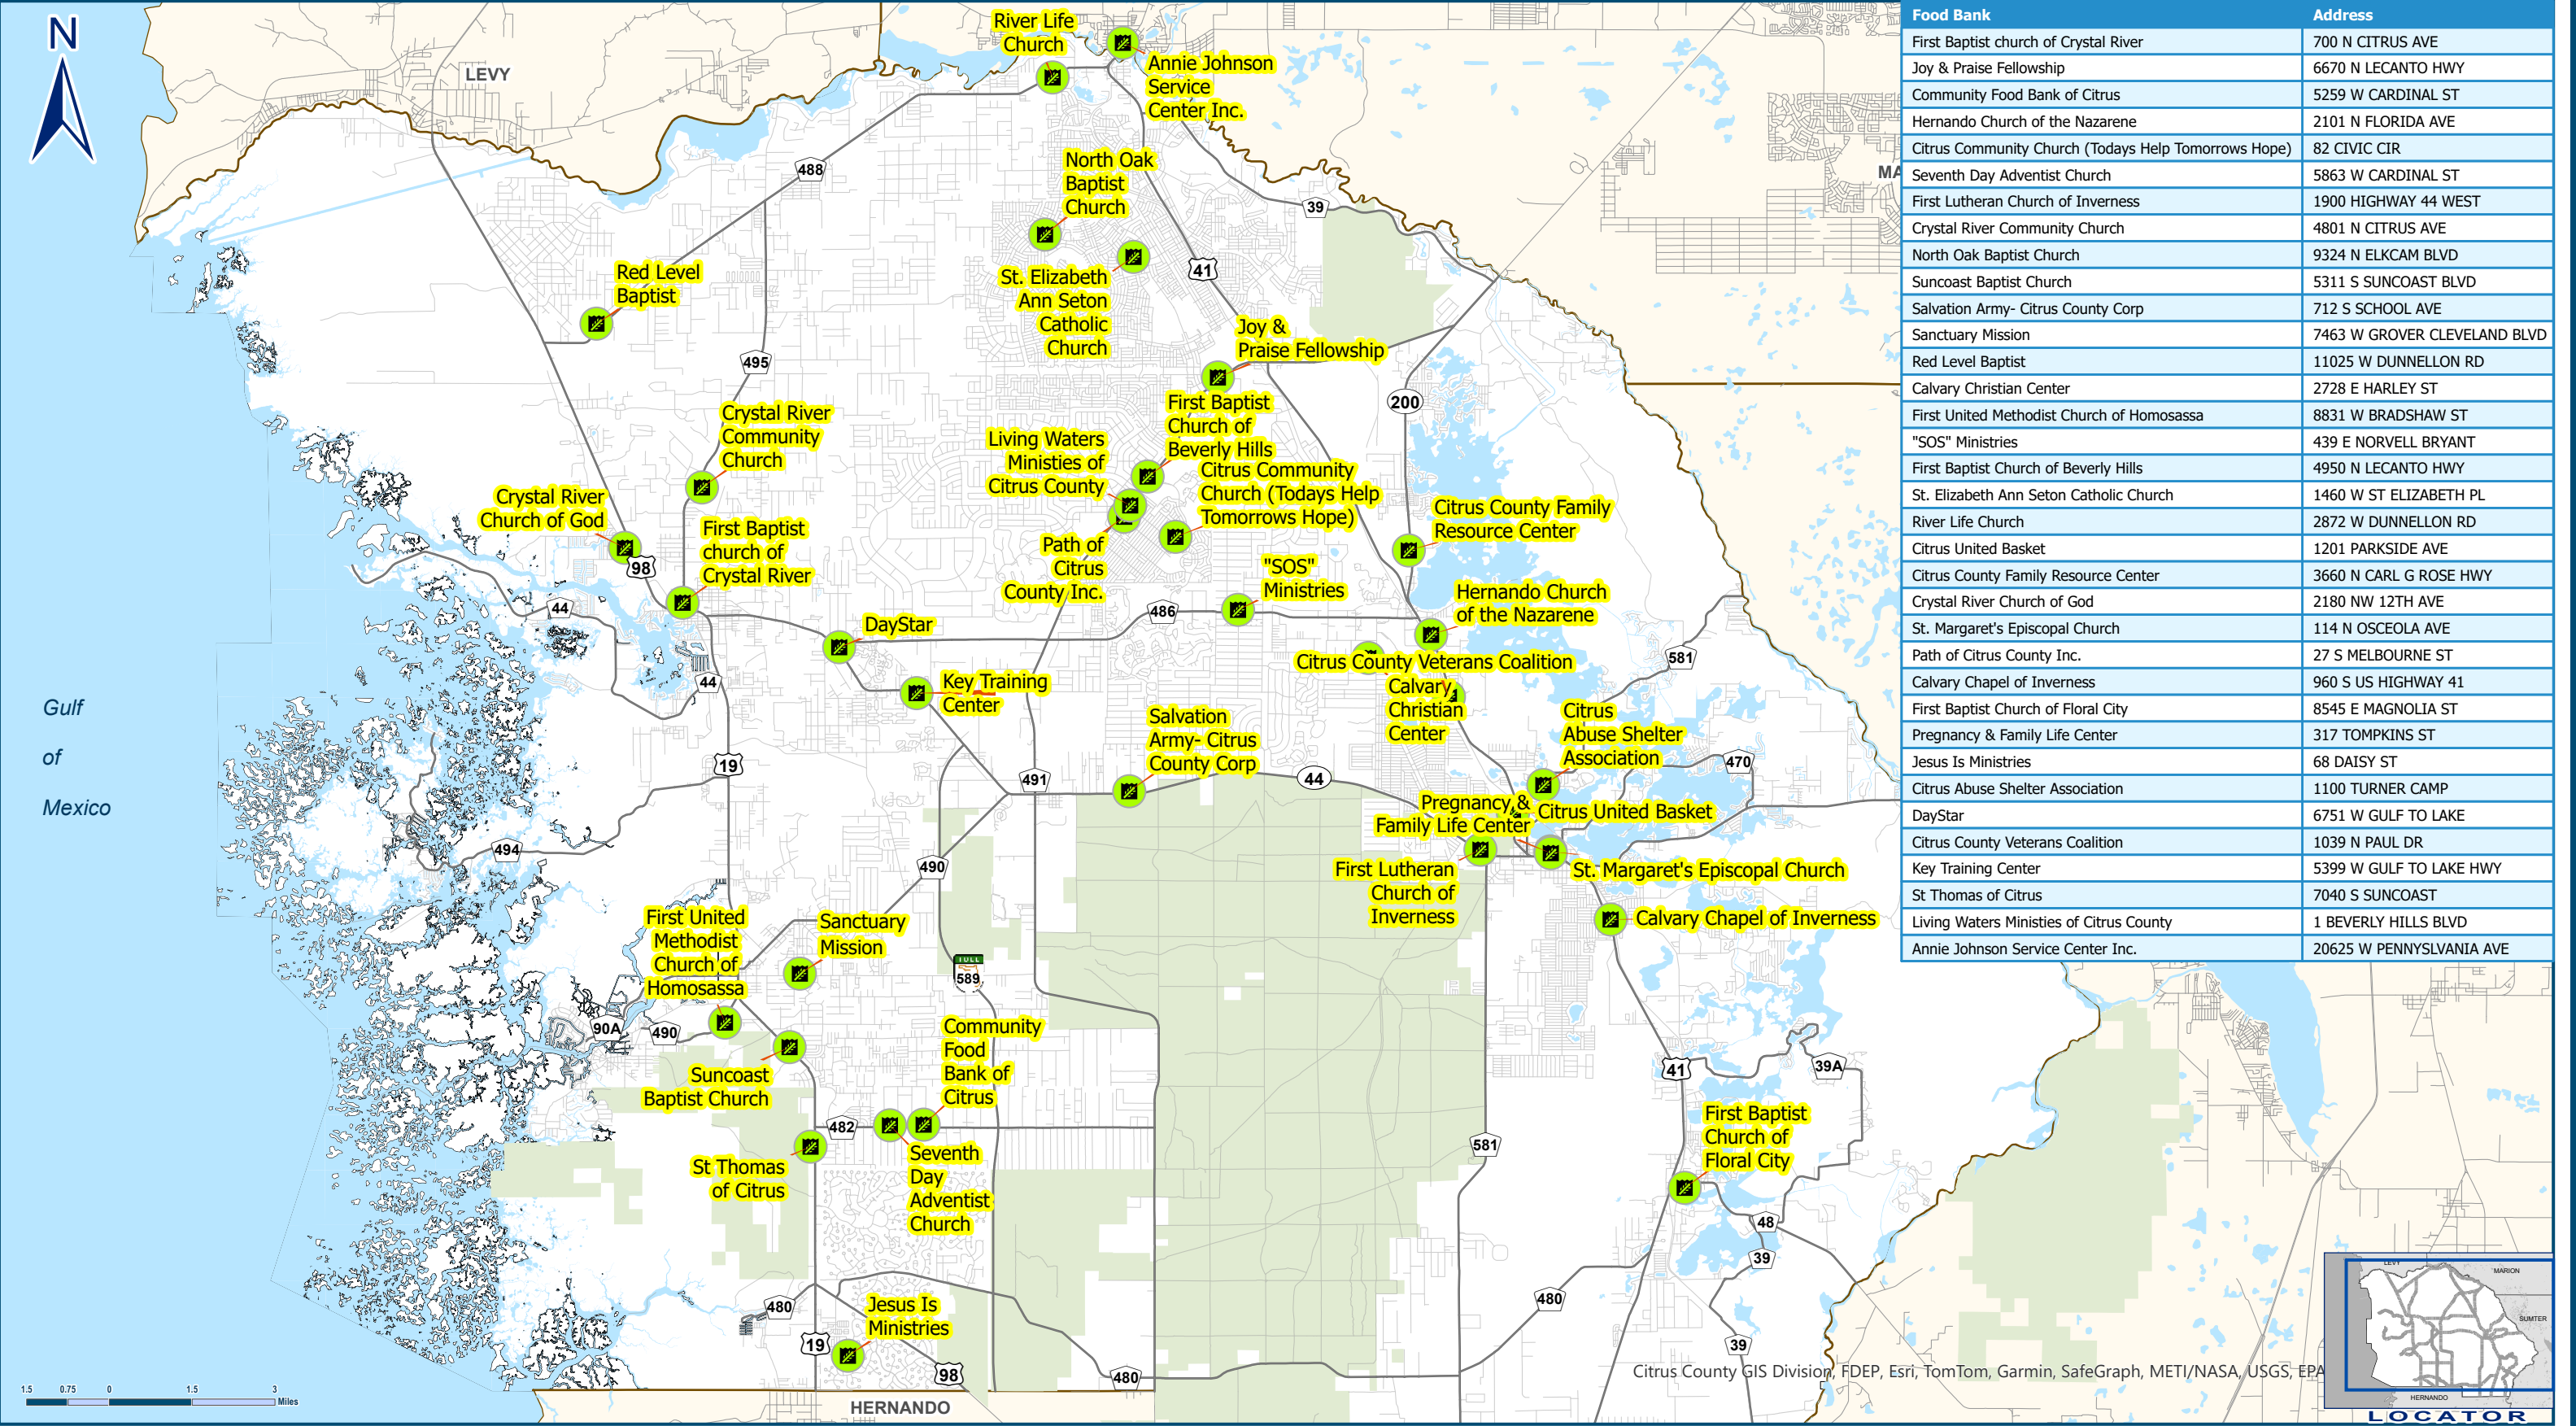 N
LEVY
River Life
Church
Annie Johnson
Service
Center Inc.
488
North Oak
Baptist
Church
39
MA
St. Elizabeth
Ann Seton
Catholic
Church
41
Red Level
Baptist
Joy &
Praise Fellowship
495
200
Crystal River
Community
Church
First Baptist
Church of
Beverly Hills
Living Waters
Ministies of
Citrus County
Citrus Community
Church (Todays Help
Tomorrows Hope)
Crystal River
Church of God
98
First Baptist
church of
Crystal River
Path of
Citrus
County Inc.
Citrus County Family
Resource Center
"SOS"
Ministries
44
486
Hernando Church
of the Nazarene
DayStar
Citrus County Veterans Coalition
581
Key Training
Center
44
Calvary
Christian
Center
Gulf
of
Mexico
Salvation
Army- Citrus
County Corp
Citrus
Abuse Shelter
Association
19
491
44
470
Pregnancy &
Family Life Center
Citrus United Basket
494
490
First Lutheran
Church of
Inverness
St. Margaret's Episcopal Church
Calvary Chapel of Inverness
First United
Methodist
Church of
Homosassa
Sanctuary
Mission
TOLL
589
90A
490
Community
Food
Bank of
Citrus
Suncoast
Baptist Church
41
39A
482
First Baptist
Church of
Floral City
581
St Thomas
of Citrus
Seventh
Day
Adventist
Church
48
39
480
480
Jesus Is
Ministries
19
39
98
480
HERNANDO
1.5 0.75 0 1.5 3
Miles
Food Bank Address
First Baptist church of Crystal River 700 N CITRUS AVE
Joy & Praise Fellowship 6670 N LECANTO HWY
Community Food Bank of Citrus 5259 W CARDINAL ST
Hernando Church of the Nazarene 2101 N FLORIDA AVE
Citrus Community Church (Todays Help Tomorrows Hope) 82 CIVIC CIR
Seventh Day Adventist Church 5863 W CARDINAL ST
First Lutheran Church of Inverness 1900 HIGHWAY 44 WEST
Crystal River Community Church 4801 N CITRUS AVE
North Oak Baptist Church 9324 N ELKCAM BLVD
Suncoast Baptist Church 5311 S SUNCOAST BLVD
Salvation Army- Citrus County Corp 712 S SCHOOL AVE
Sanctuary Mission 7463 W GROVER CLEVELAND BLVD
Red Level Baptist 11025 W DUNNELLON RD
Calvary Christian Center 2728 E HARLEY ST
First United Methodist Church of Homosassa 8831 W BRADSHAW ST
"SOS" Ministries 439 E NORVELL BRYANT
First Baptist Church of Beverly Hills 4950 N LECANTO HWY
St. Elizabeth Ann Seton Catholic Church 1460 W ST ELIZABETH PL
River Life Church 2872 W DUNNELLON RD
Citrus United Basket 1201 PARKSIDE AVE
Citrus County Family Resource Center 3660 N CARL G ROSE HWY
Crystal River Church of God 2180 NW 12TH AVE
St. Margaret's Episcopal Church 114 N OSCEOLA AVE
Path of Citrus County Inc. 27 S MELBOURNE ST
Calvary Chapel of Inverness 960 S US HIGHWAY 41
First Baptist Church of Floral City 8545 E MAGNOLIA ST
Pregnancy & Family Life Center 317 TOMPKINS ST
Jesus Is Ministries 68 DAISY ST
Citrus Abuse Shelter Association 1100 TURNER CAMP
DayStar 6751 W GULF TO LAKE
Citrus County Veterans Coalition 1039 N PAUL DR
Key Training Center 5399 W GULF TO LAKE HWY
St Thomas of Citrus 7040 S SUNCOAST
Living Waters Ministies of Citrus County 1 BEVERLY HILLS BLVD
Annie Johnson Service Center Inc. 20625 W PENNYSLVANIA AVE
Citrus County GIS Division, FDEP, Esri, TomTom, Garmin, SafeGraph, METI/NASA, USGS, EPA
LEVY
MARION
SUMTER
HERNANDO
LOCATOR